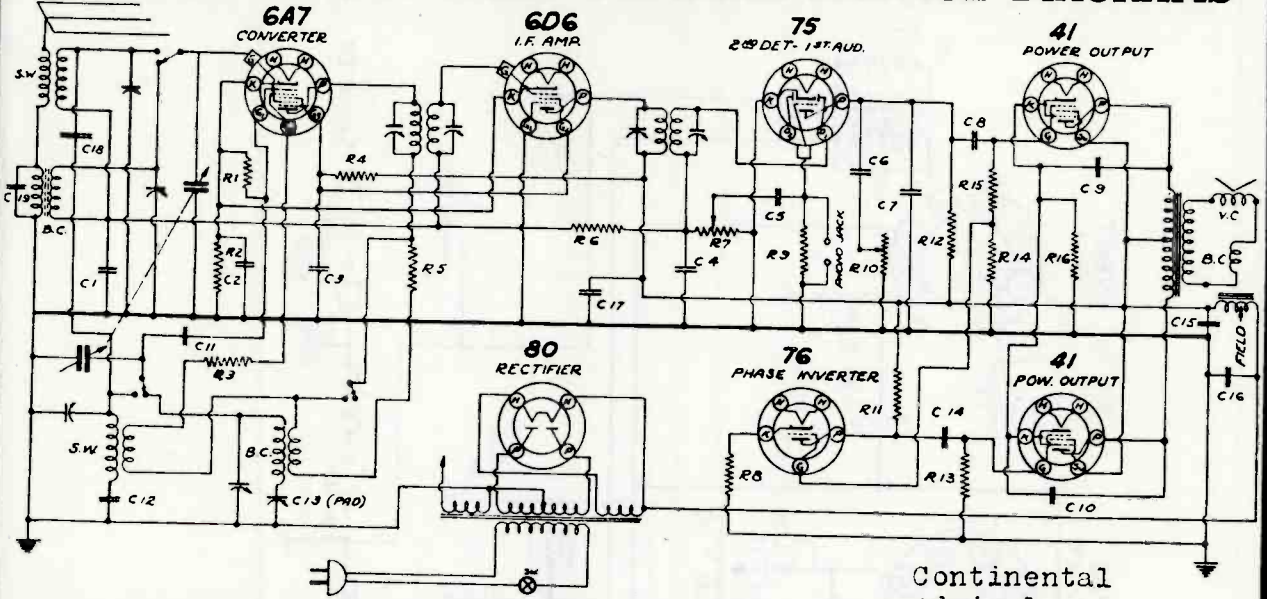 6A7
CONVERTER
6D6
I.F. AMP.
75
2ND DET-1ST. AUD.
41
POWER OUTPUT
S.W.
C18
C19
B.C.
C1
R1
R2
C2
C3
R4
R5
R6
C17
C4
R7
C5
R9
PHONO JACK
C6
R10
C7
R12
C8
R15
R14
R16
C9
V.C
B.C
C15
FIELD
C16
C11
R3
S.W.
B.C.
C12
C13 (PAD)
80
RECTIFIER
76
PHASE INVERTER
R8
R11
C14
R13
41
POW. OUTPUT
C10
Continental